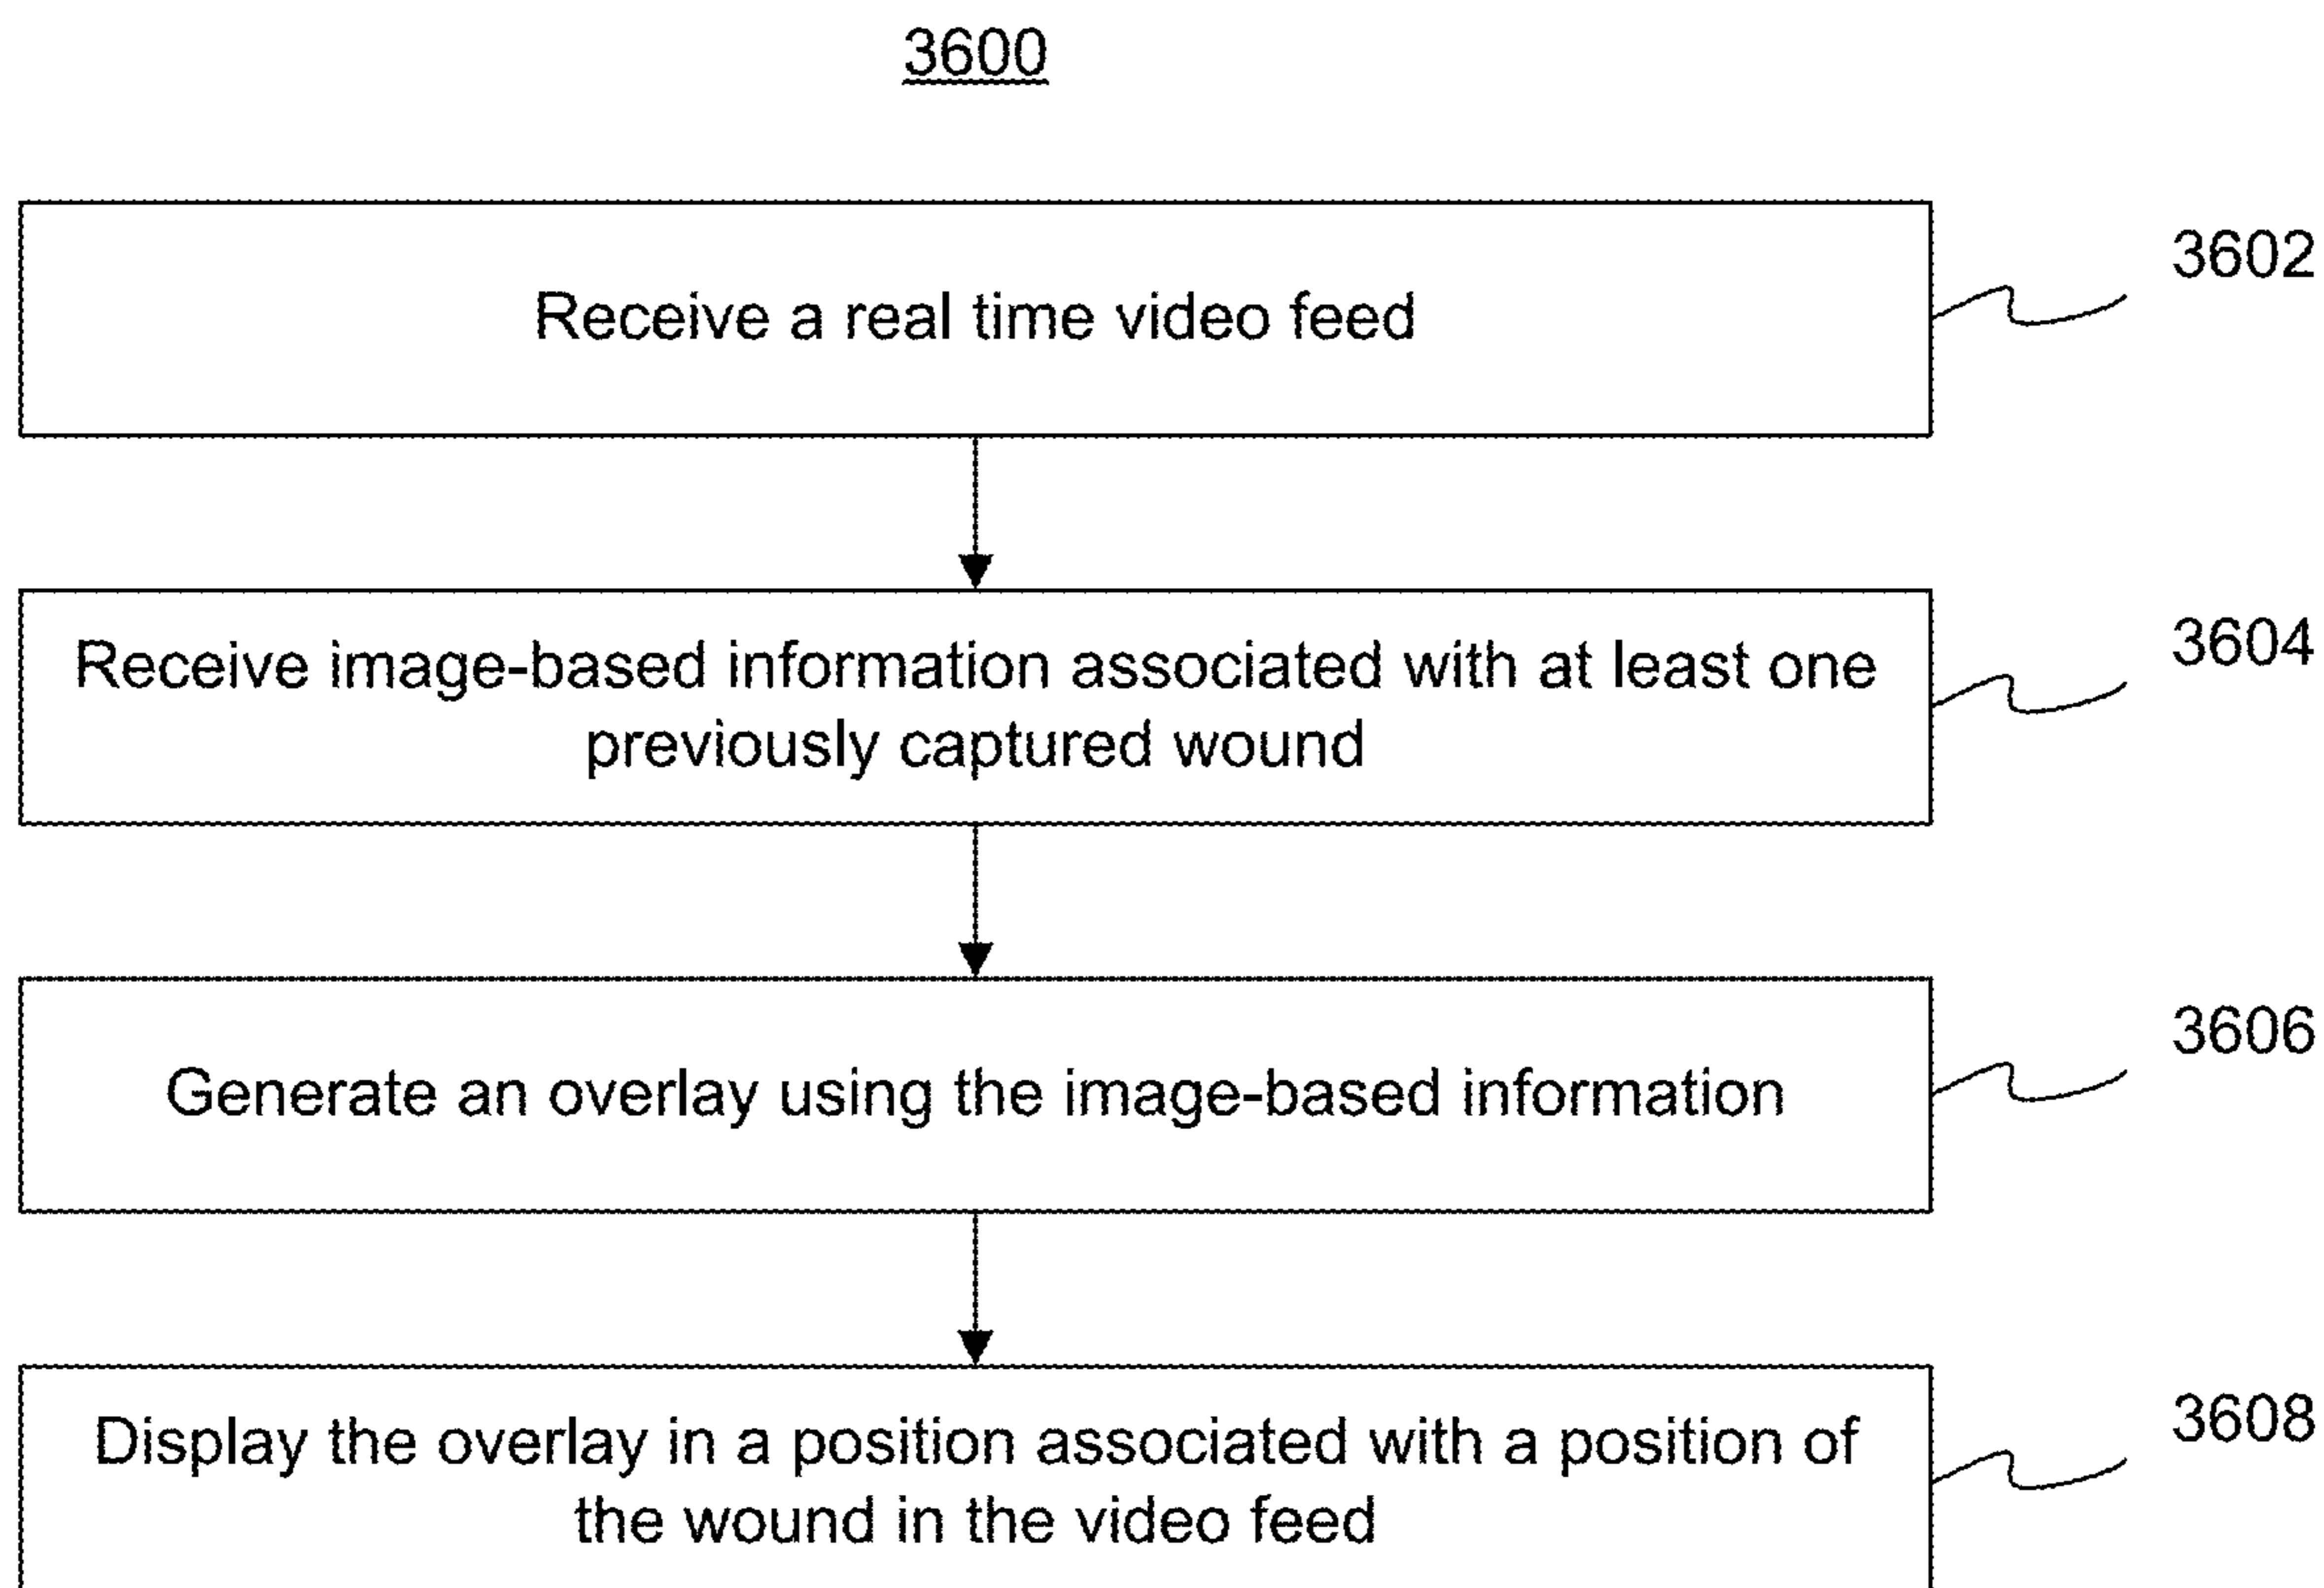 3600
Receive a real time video feed
3602
Receive image-based information associated with at least one
previously captured wound
3604
Generate an overlay using the image-based information
3606
Display the overlay in a position associated with a position of
the wound in the video feed
3608